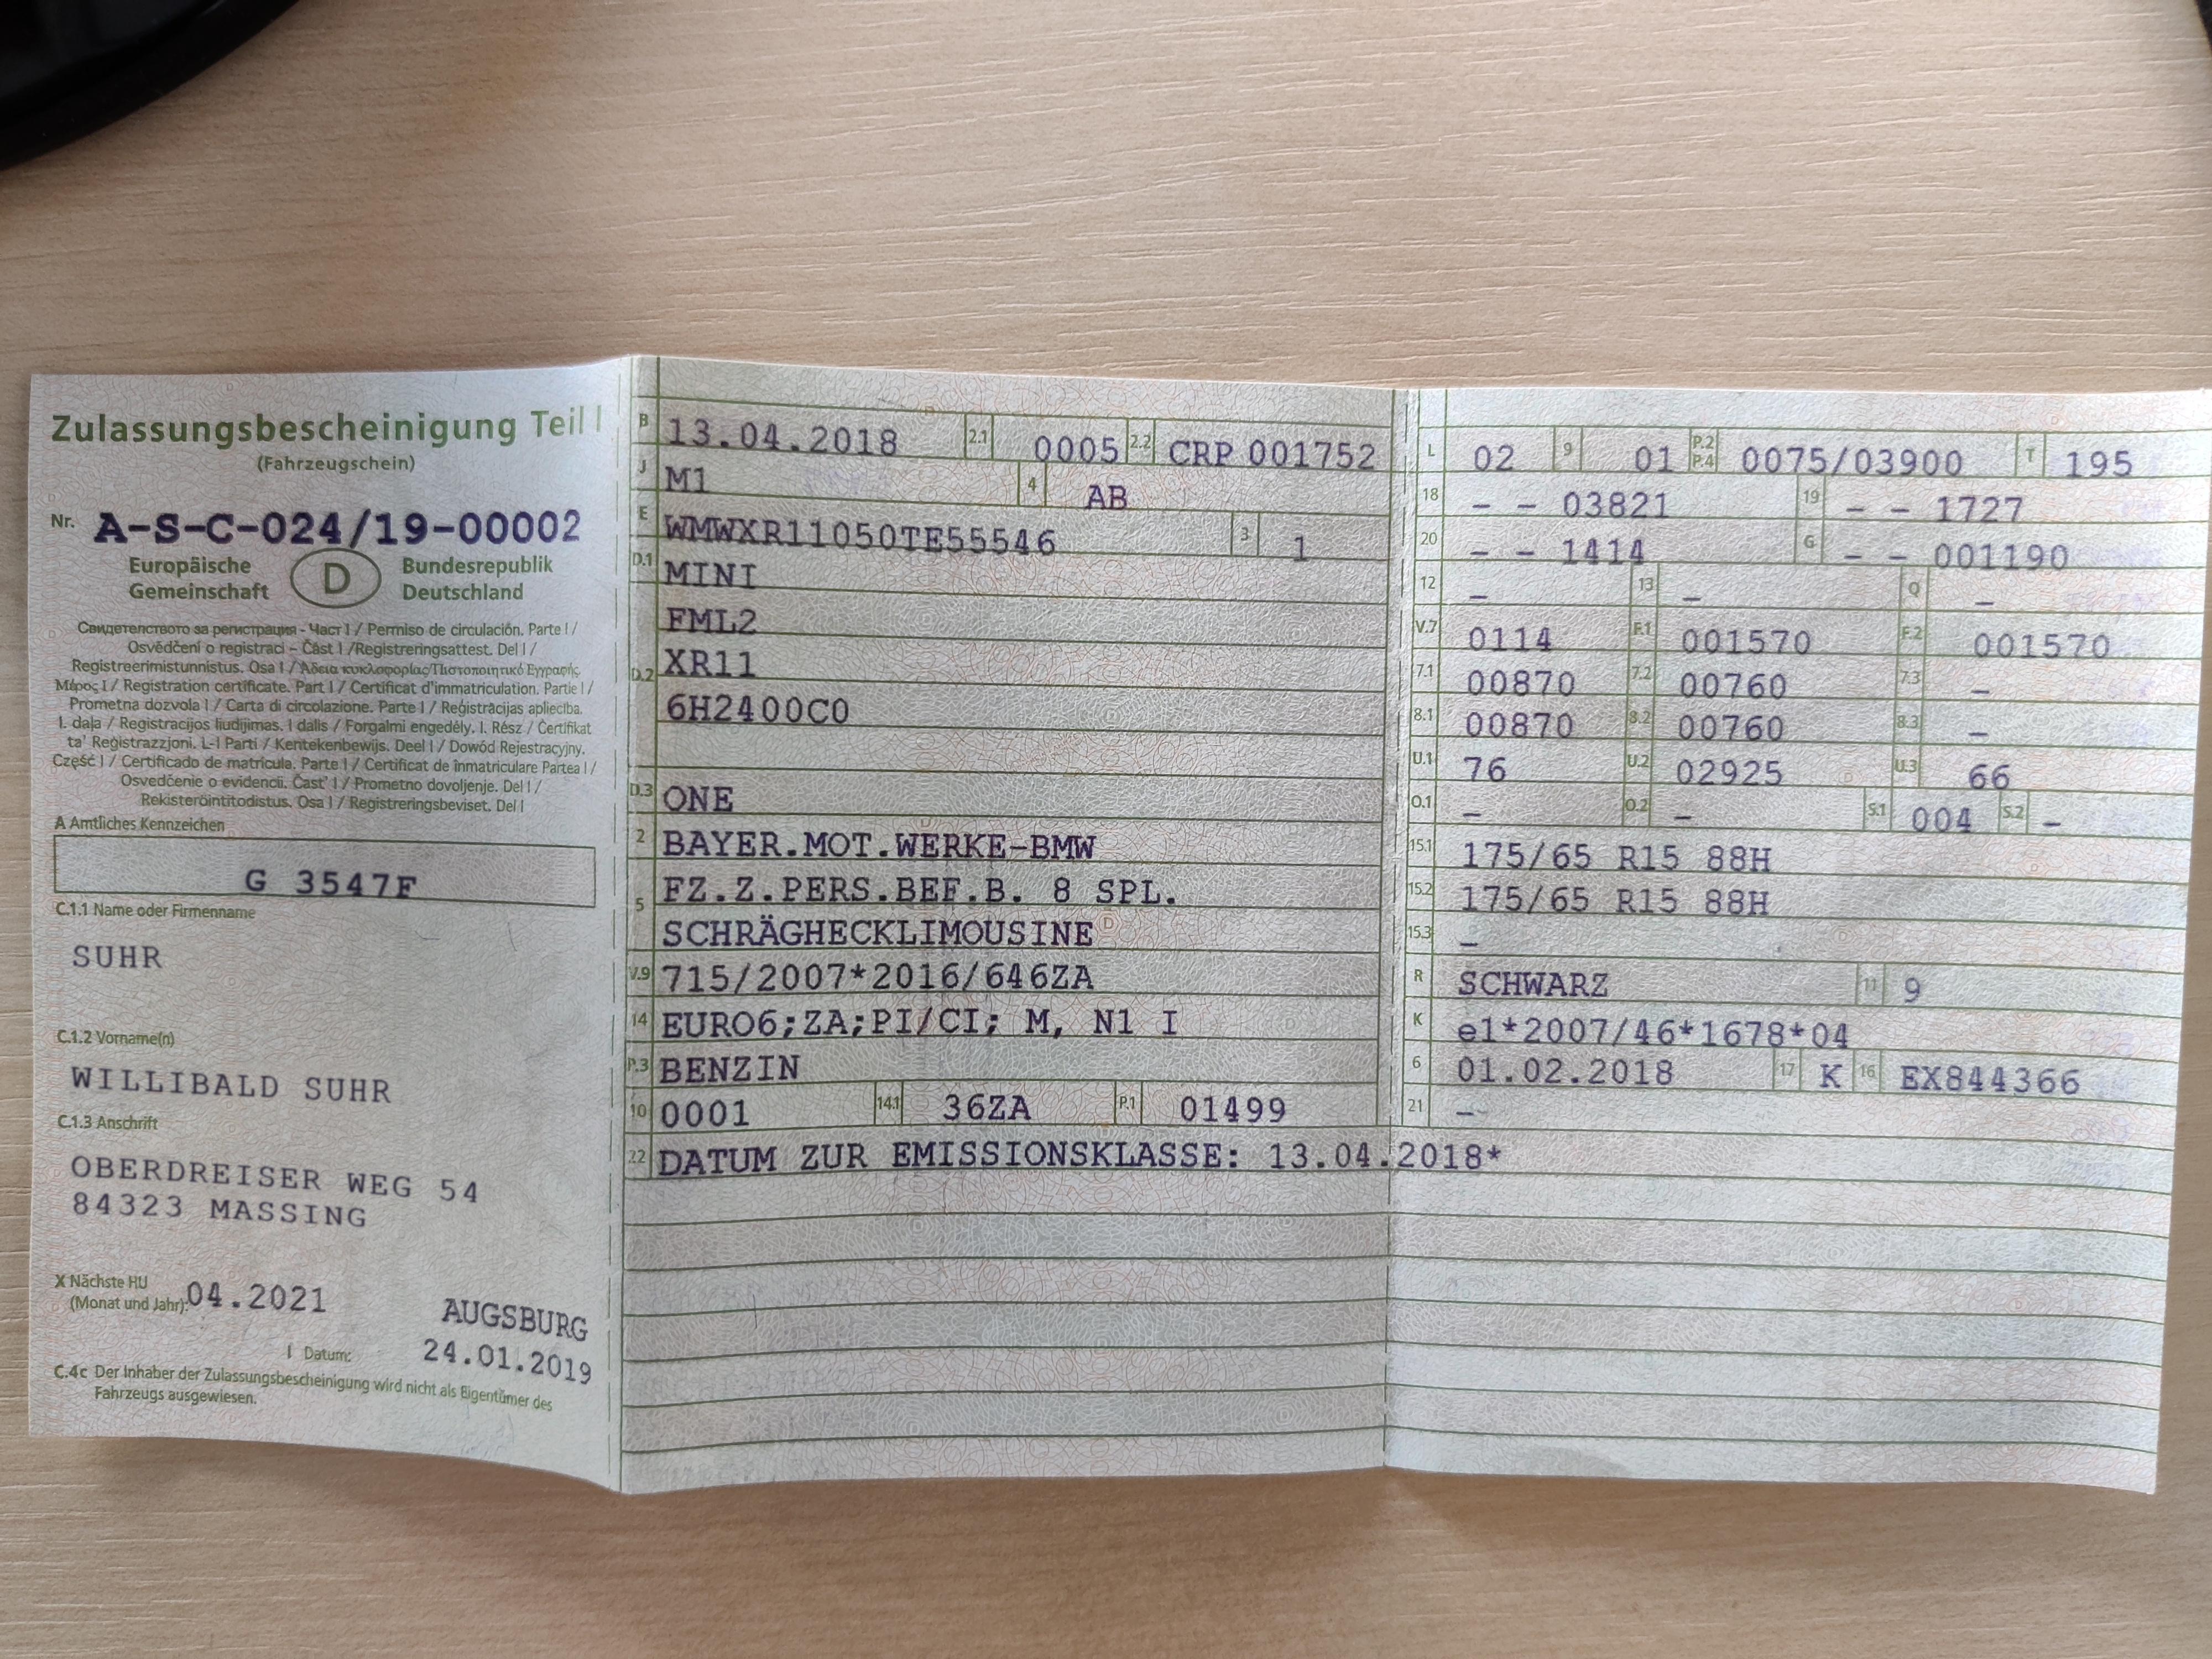 Zulassungsbescheinigung Teil I
(Fahrzeugschein)
Nr. A-S-C-024/19-00002
Europäische Gemeinschaft D Bundesrepublik Deutschland
Свидетелството за регистрация - Част I / Permiso de circulación. Parte I /
Osvědčení o registraci – Část I /Registreringsattest. Del I /
Registreerimistunnistus. Osa I / Άδεια κυκλοφορίας/Πιστοποιητικό Εγγραφής.
Μέρος I / Registration certificate. Part I / Certificat d'immatriculation. Partie I /
Prometna dozvola I / Carta di circolazione. Parte I / Reģistrācijas apliecība.
I. daļa / Registracijos liudijimas. I dalis / Forgalmi engedély. I. Rész / Ċertifikat
ta' Reġistrazzjoni. L-I Parti / Kentekenbewijs. Deel I / Dowód Rejestracyjny.
Część I / Certificado de matrícula. Parte I / Certificat de înmatriculare Partea I /
Osvedčenie o evidencii. Časť I / Prometno dovoljenje. Del I /
Rekisteröintitodistus. Osa I / Registreringsbeviset. Del I
A Amtliches Kennzeichen
G 3547F
C.1.1 Name oder Firmenname
SUHR
C.1.2 Vorname(n)
WILLIBALD SUHR
C.1.3 Anschrift
OBERDREISER WEG 54
84323 MASSING
X Nächste HU
(Monat und Jahr): 04.2021
AUGSBURG
I Datum: 24.01.2019
C.4c Der Inhaber der Zulassungsbescheinigung wird nicht als Eigentümer des
Fahrzeugs ausgewiesen.
B 13.04.2018 2.1 0005 2.2 CRP 001752
J M1 4 AB
E WMWXR11050TE55546 3 1
D.1 MINI
FML2
D.2 XR11
6H2400C0
D.3 ONE
2 BAYER.MOT.WERKE-BMW
5 FZ.Z.PERS.BEF.B. 8 SPL.
SCHRÄGHECKLIMOUSINE
V.9 715/2007*2016/646ZA
14 EURO6;ZA;PI/CI; M, N1 I
P.3 BENZIN
10 0001 14.1 36ZA P.1 01499
22 DATUM ZUR EMISSIONSKLASSE: 13.04.2018*
L 02 9 01 P.2 P.4 0075/03900 T 195
18 - - 03821 19 - - 1727
20 - - 1414 G - - 001190
12 - 13 - Q -
V.7 0114 F.1 001570 F.2 001570
7.1 00870 7.2 00760 7.3 -
8.1 00870 8.2 00760 8.3 -
U.1 76 U.2 02925 U.3 66
O.1 - O.2 - S.1 004 S.2 -
15.1 175/65 R15 88H
15.2 175/65 R15 88H
15.3 -
R SCHWARZ 11 9
K e1*2007/46*1678*04
6 01.02.2018 17 K 16 EX844366
21 -